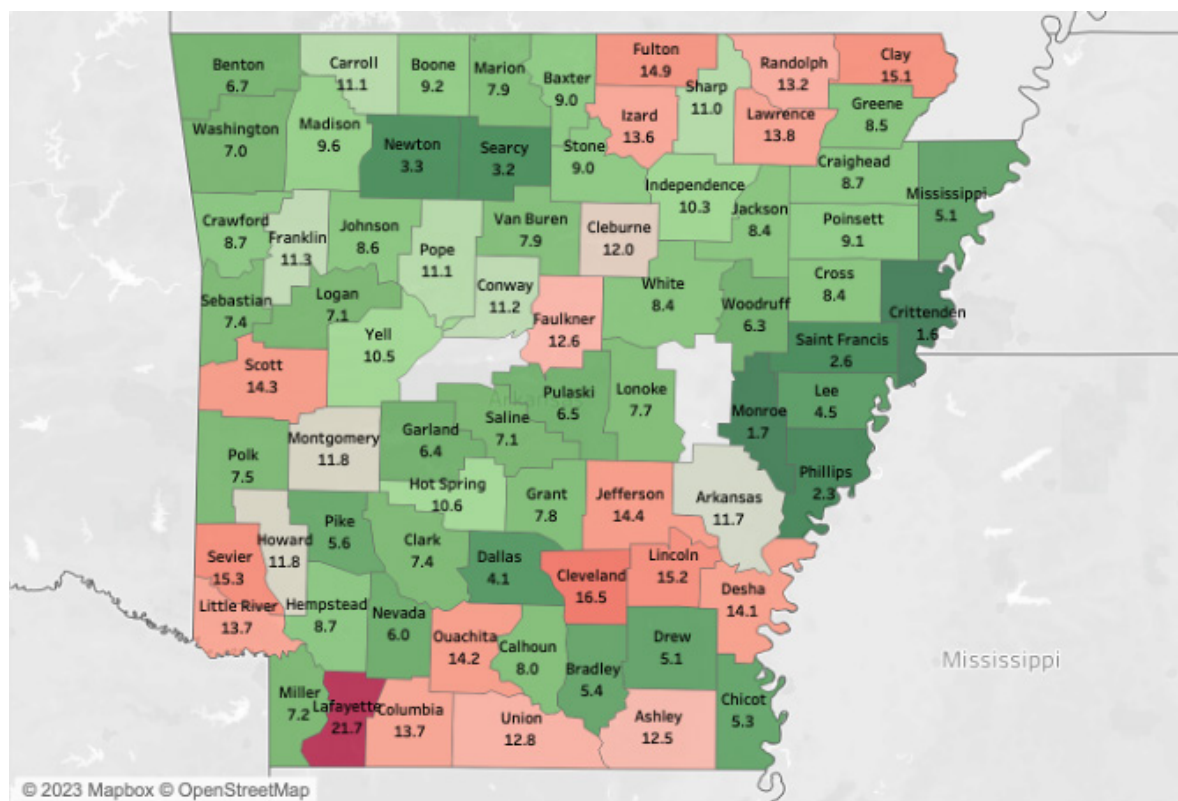 Benton
6.7
Carroll
11.1
Boone
9.2
Marion
7.9
Baxter
9.0
Fulton
14.9
Sharp
11.0
Randolph
13.2
Clay
15.1
Washington
7.0
Madison
9.6
Newton
3.3
Searcy
3.2
Stone
9.0
Izard
13.6
Lawrence
13.8
Greene
8.5
Independence
10.3
Craighead
8.7
Mississippi
5.1
Crawford
8.7
Franklin
11.3
Johnson
8.6
Pope
11.1
Van Buren
7.9
Cleburne
12.0
Jackson
8.4
Poinsett
9.1
Sebastian
7.4
Logan
7.1
Yell
10.5
Conway
11.2
Faulkner
12.6
White
8.4
Woodruff
6.3
Cross
8.4
Crittenden
1.6
Saint Francis
2.6
Scott
14.3
Lee
4.5
Polk
7.5
Montgomery
11.8
Garland
6.4
Saline
7.1
Arkansas
Pulaski
6.5
Lonoke
7.7
Monroe
1.7
Phillips
2.3
Hot Spring
10.6
Grant
7.8
Jefferson
14.4
Arkansas
11.7
Sevier
15.3
Howard
11.8
Pike
5.6
Clark
7.4
Dallas
4.1
Cleveland
16.5
Lincoln
15.2
Desha
14.1
Little River
13.7
Hempstead
8.7
Nevada
6.0
Ouachita
14.2
Calhoun
8.0
Bradley
5.4
Drew
5.1
Chicot
5.3
Miller
7.2
Lafayette
21.7
Columbia
13.7
Union
12.8
Ashley
12.5
Mississippi
© 2023 Mapbox © OpenStreetMap